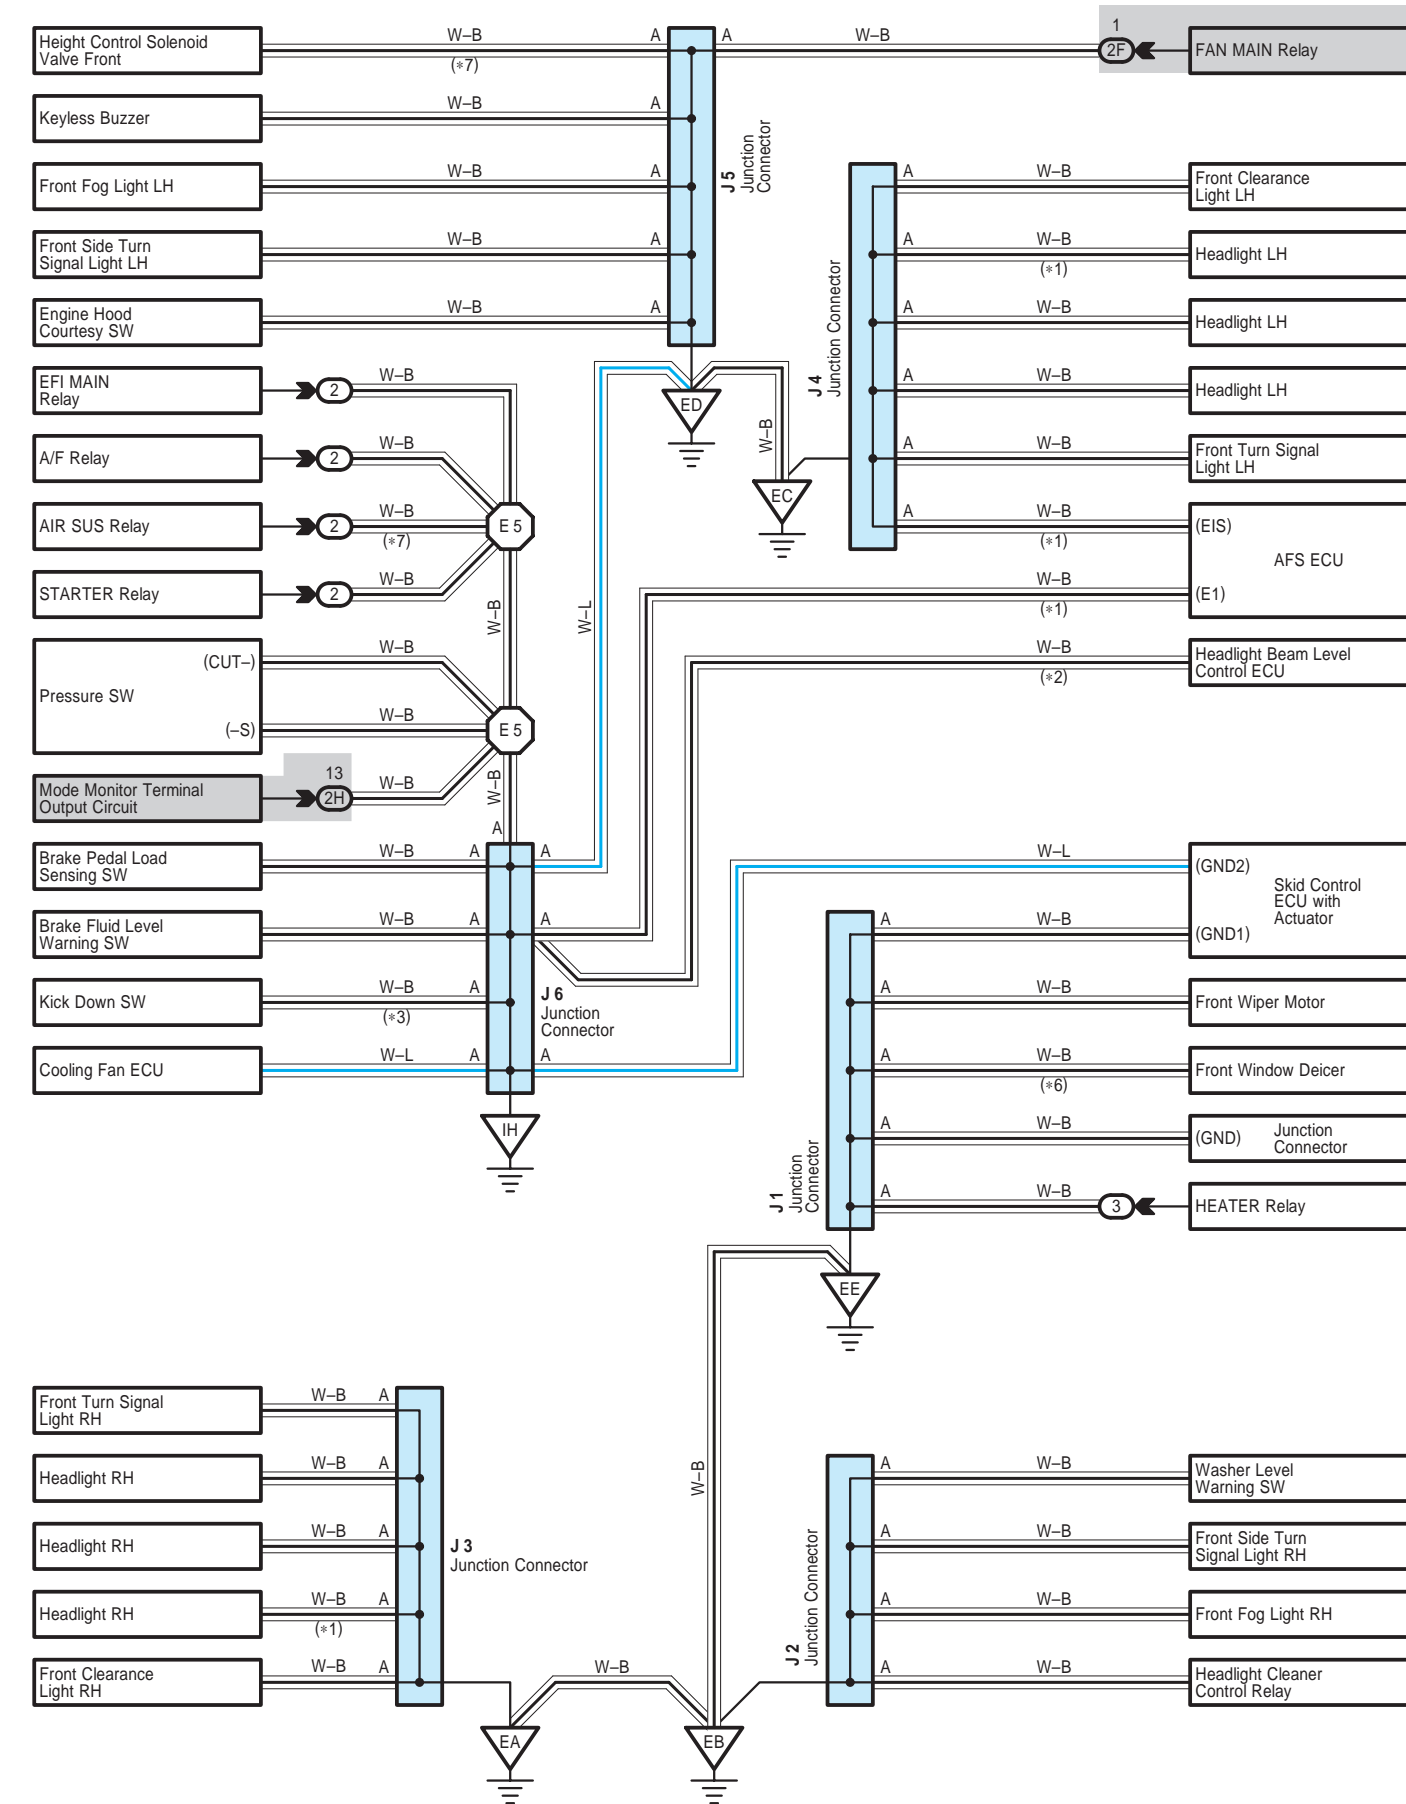 Height Control Solenoid
Valve Front
W–B
(∗7)
A
A
W–B
1
2F
FAN MAIN Relay
Keyless Buzzer
W–B
A
Front Fog Light LH
W–B
A
J 5
Junction
Connector
Front Side Turn
Signal Light LH
W–B
A
Engine Hood
Courtesy SW
W–B
A
A
W–B
Front Clearance
Light LH
A
W–B
(∗1)
Headlight LH
A
W–B
Headlight LH
A
W–B
Headlight LH
A
W–B
Front Turn Signal
Light LH
J 4
Junction Connector
A
W–B
(∗1)
(EIS)
AFS ECU
W–B
(∗1)
(E1)
W–B
(∗2)
Headlight Beam Level
Control ECU
EFI MAIN
Relay
2
W–B
ED
W–B
EC
A/F Relay
2
W–B
AIR SUS Relay
2
W–B
(∗7)
E 5
STARTER Relay
2
W–B
W–B
W–L
Pressure SW
(CUT–)
W–B
(–S)
W–B
E 5
Mode Monitor Terminal
Output Circuit
13
2H
W–B
W–B
A
Brake Pedal Load
Sensing SW
W–B
A
A
Brake Fluid Level
Warning SW
W–B
A
A
Kick Down SW
W–B
(∗3)
A
J 6
Junction
Connector
Cooling Fan ECU
W–L
A
A
IH
W–L
(GND2)
Skid Control
ECU with
Actuator
A
W–B
(GND1)
A
W–B
Front Wiper Motor
A
W–B
(∗6)
Front Window Deicer
A
W–B
(GND)
Junction
Connector
J 1
Junction
Connector
A
W–B
3
HEATER Relay
EE
Front Turn Signal
Light RH
W–B
A
Headlight RH
W–B
A
Headlight RH
W–B
A
J 3
Junction Connector
Headlight RH
W–B
(∗1)
A
Front Clearance
Light RH
W–B
A
W–B
EA
W–B
EB
J 2
Junction Connector
A
W–B
Washer Level
Warning SW
A
W–B
Front Side Turn
Signal Light RH
A
W–B
Front Fog Light RH
A
W–B
Headlight Cleaner
Control Relay